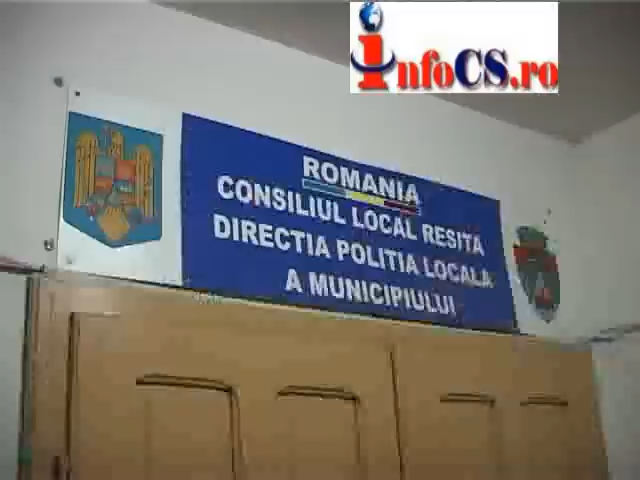 infoCS.ro
ROMANIA
CONSILIUL LOCAL RESITA
DIRECTIA POLITIA LOCALA
A MUNICIPIULUI